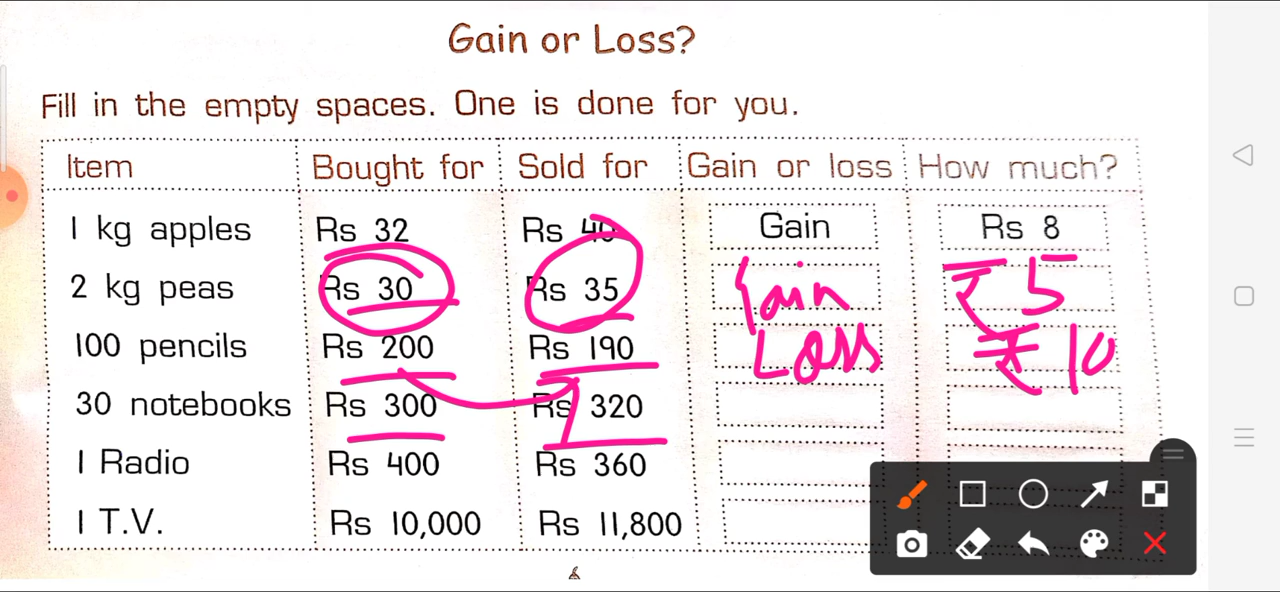 Gain or Loss?
Fill in the empty spaces. One is done for you.
Item Bought for Sold for Gain or loss How much?
1 kg apples Rs 32 Rs 40 Gain Rs 8
2 kg peas Rs 30 Rs 35 Gain ₹ 5
100 pencils Rs 200 Rs 190 Loss ₹ 10
30 notebooks Rs 300 Rs 320
1 Radio Rs 400 Rs 360
1 T.V. Rs 10,000 Rs 11,800